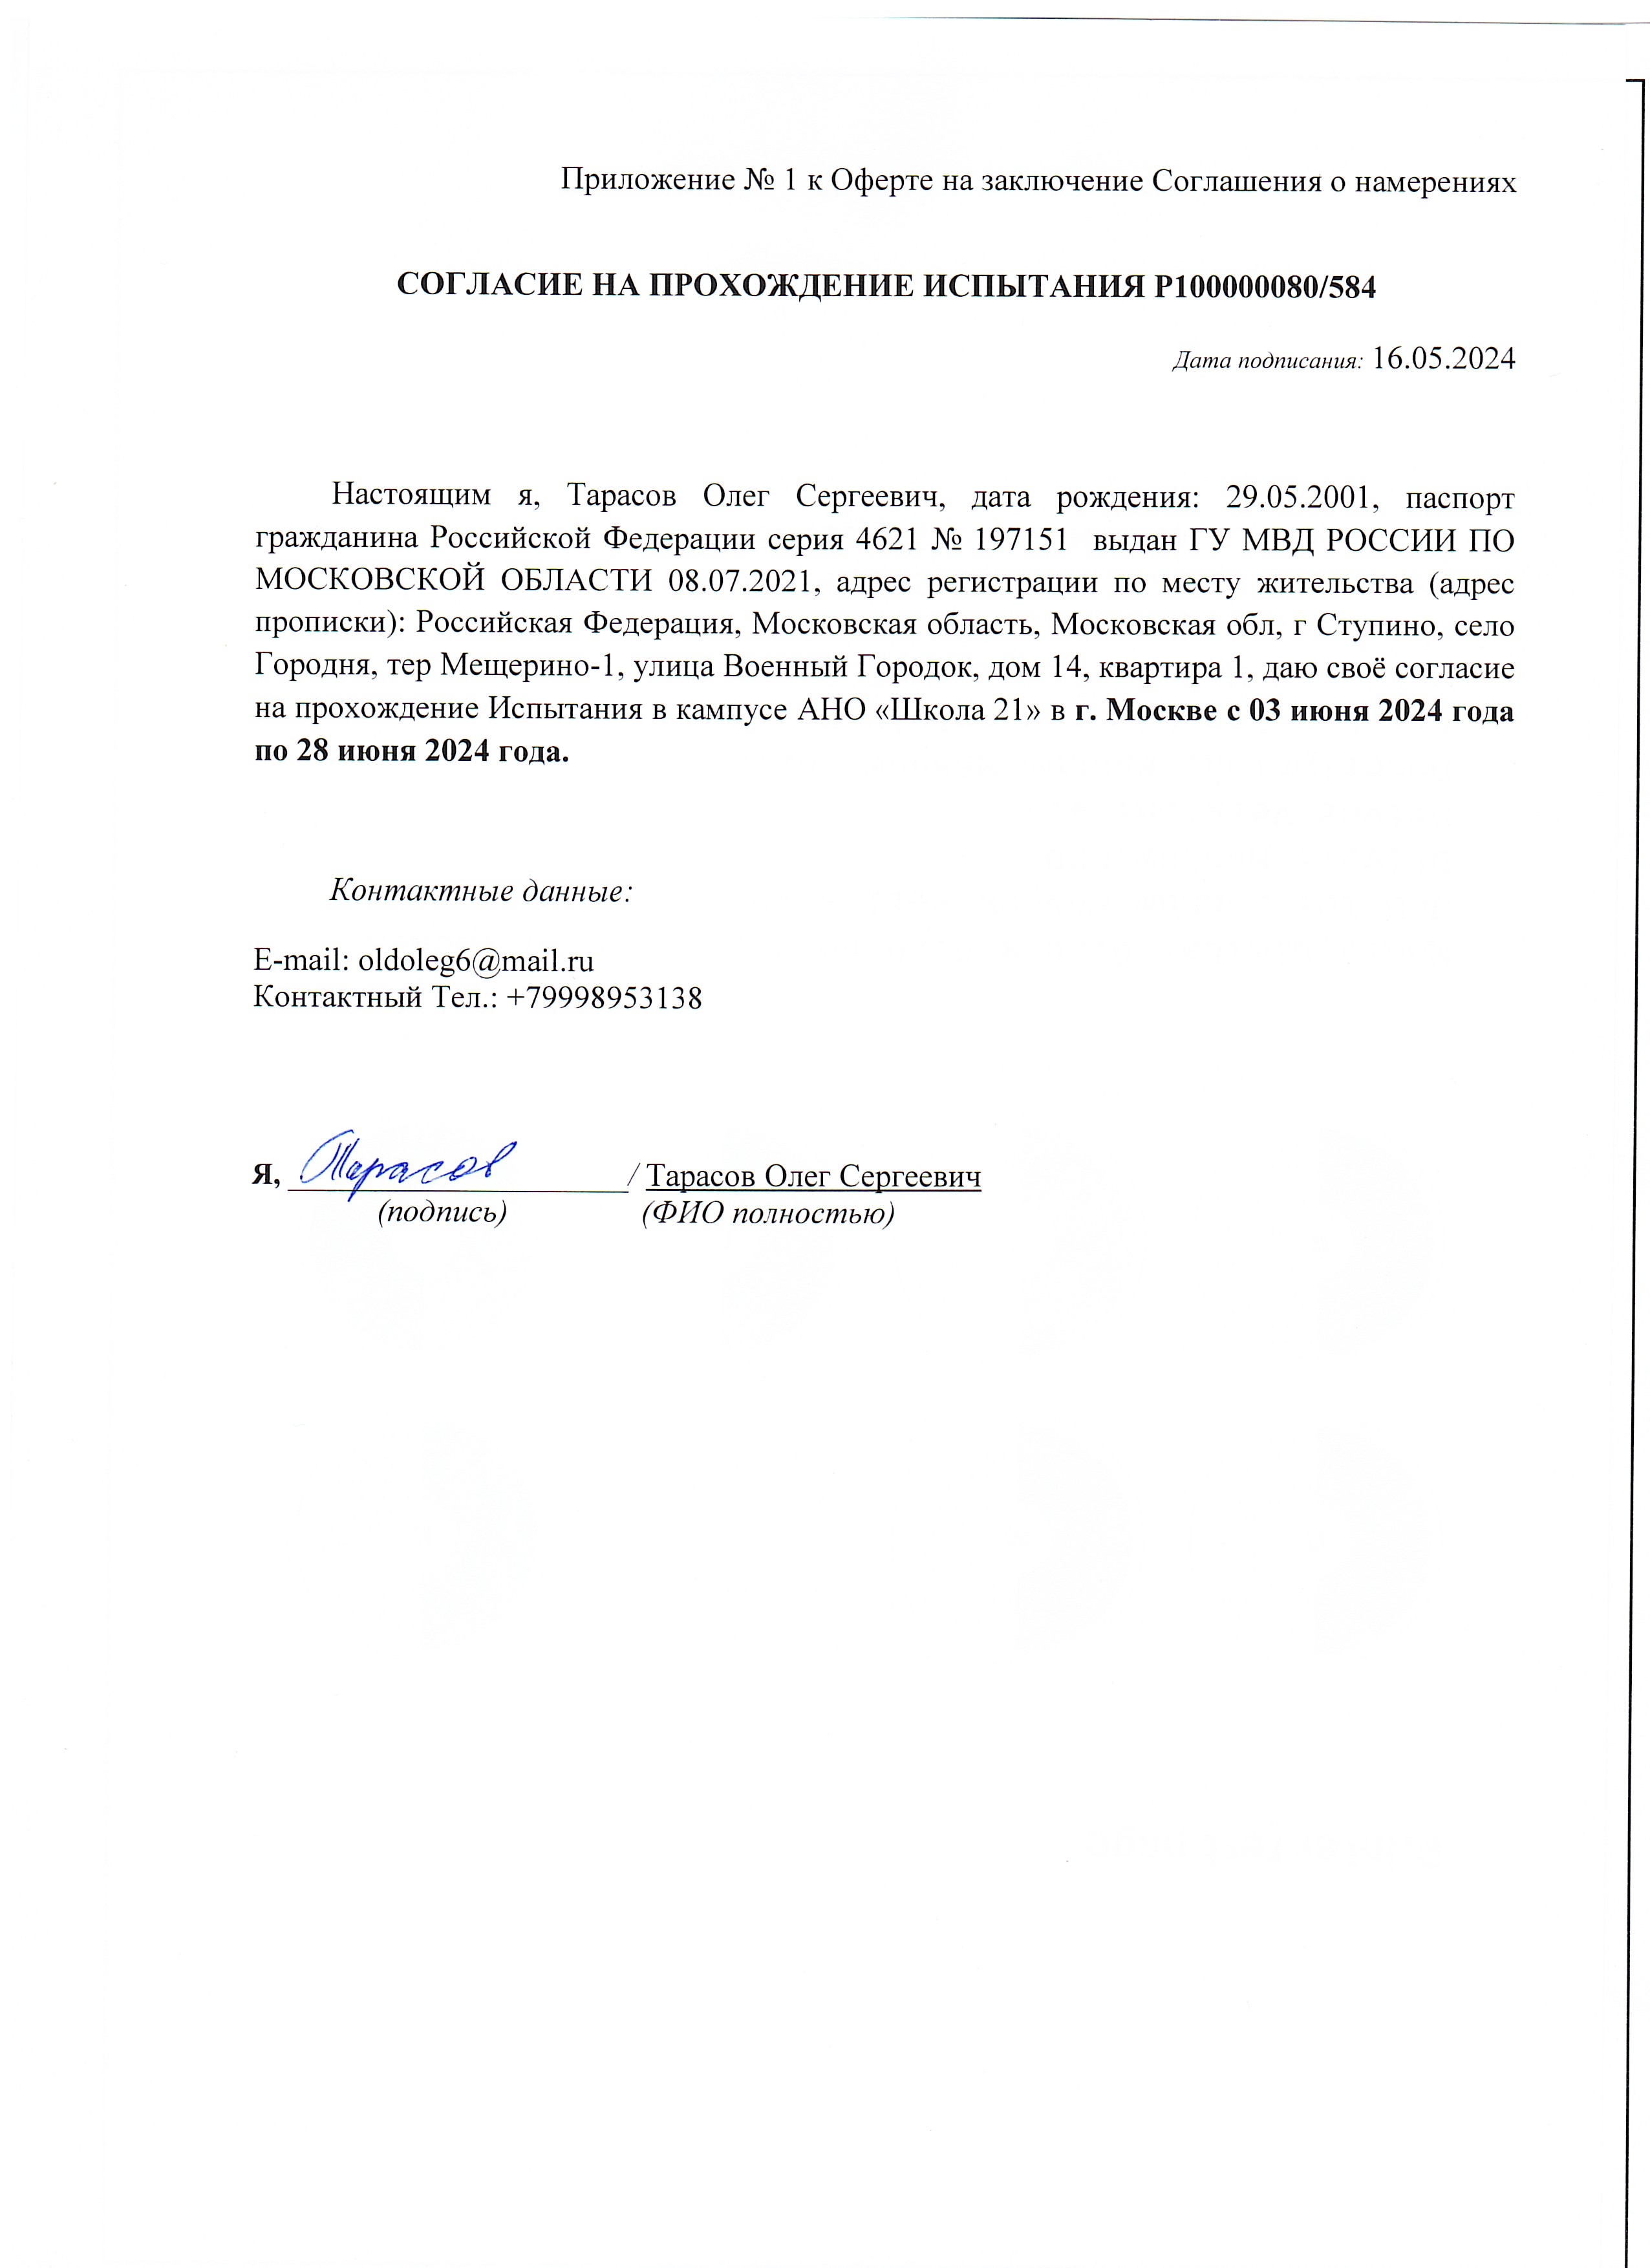 Приложение № 1 к Оферте на заключение Соглашения о намерениях
СОГЛАСИЕ НА ПРОХОЖДЕНИЕ ИСПЫТАНИЯ P100000080/584
Дата подписания: 16.05.2024
Настоящим я, Тарасов Олег Сергеевич, дата рождения: 29.05.2001, паспорт
гражданина Российской Федерации серия 4621 № 197151 выдан ГУ МВД РОССИИ ПО
МОСКОВСКОЙ ОБЛАСТИ 08.07.2021, адрес регистрации по месту жительства (адрес
прописки): Российская Федерация, Московская область, Московская обл, г Ступино, село
Городня, тер Мещерино-1, улица Военный Городок, дом 14, квартира 1, даю своё согласие
на прохождение Испытания в кампусе АНО «Школа 21» в г. Москве с 03 июня 2024 года
по 28 июня 2024 года.
Контактные данные:
E-mail: oldoleg6@mail.ru
Контактный Тел.: +79998953138
Я, Тарасов / Тарасов Олег Сергеевич
(подпись) (ФИО полностью)